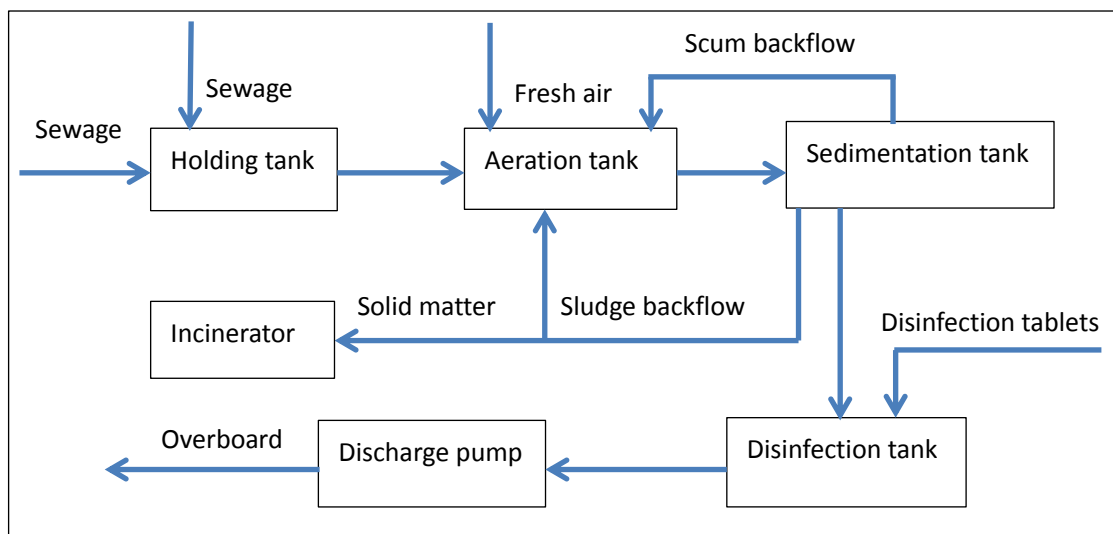 Scum backflow
Sewage
Fresh air
Sewage
Holding tank
Aeration tank
Sedimentation tank
Solid matter
Sludge backflow
Incinerator
Disinfection tablets
Overboard
Discharge pump
Disinfection tank